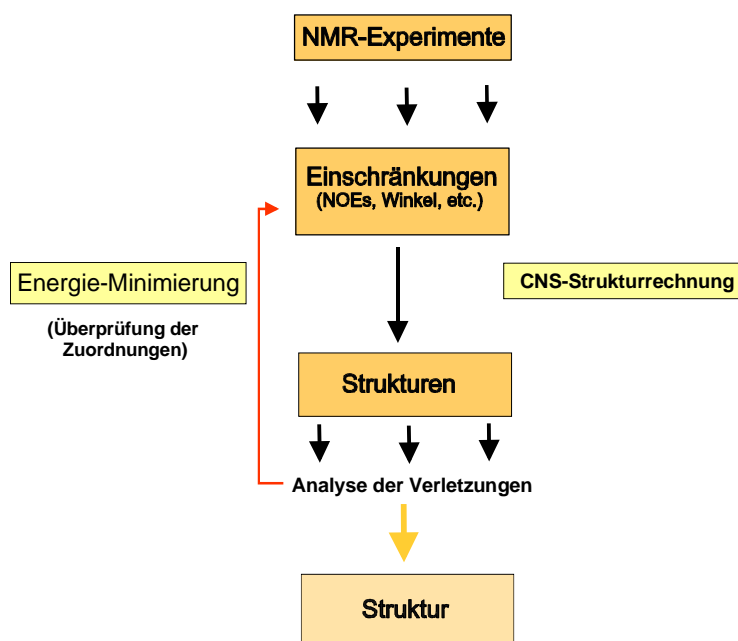 NMR-Experimente
Einschränkungen
(NOEs, Winkel, etc.)
Energie-Minimierung
(Überprüfung der
Zuordnungen)
CNS-Strukturrechnung
Strukturen
Analyse der Verletzungen
Struktur